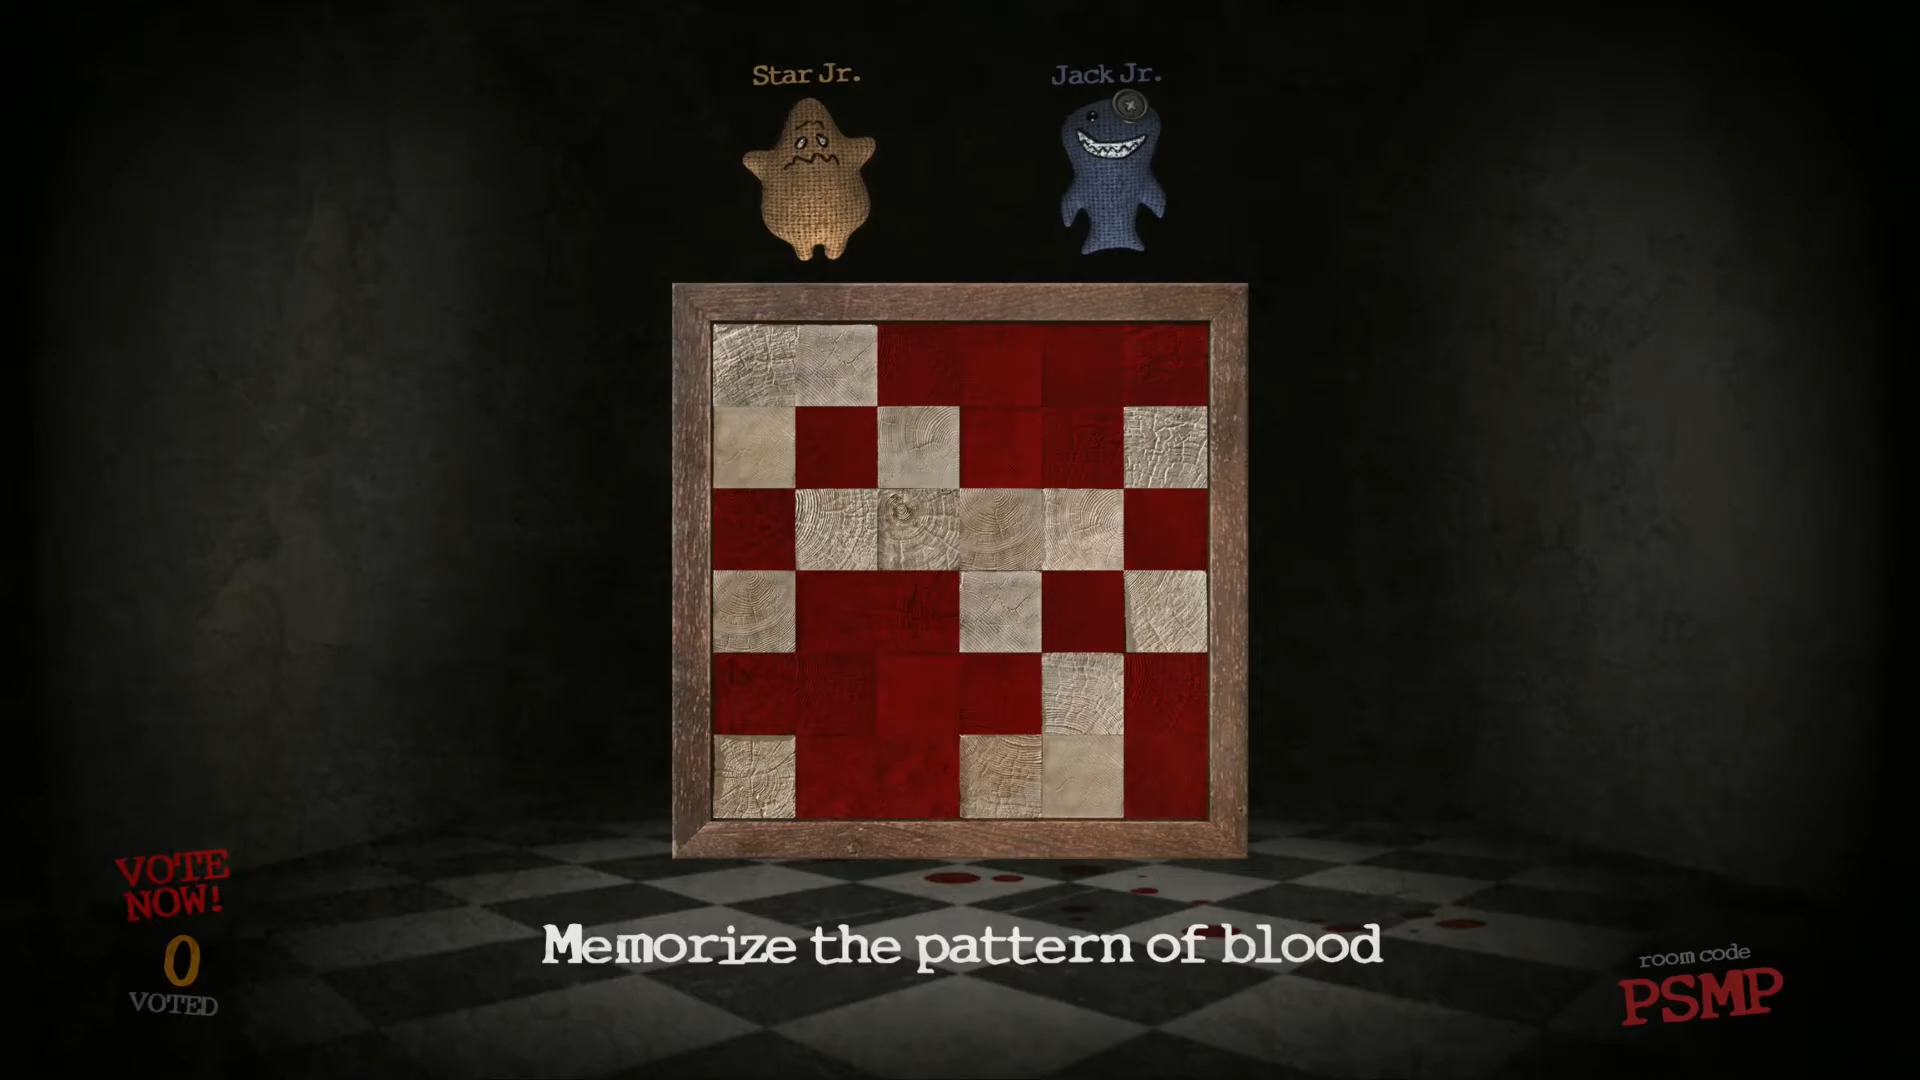 Star Jr.
Jack Jr.
VOTE
NOW!
0
VOTED
Memorize the pattern of blood
room code
PSMP